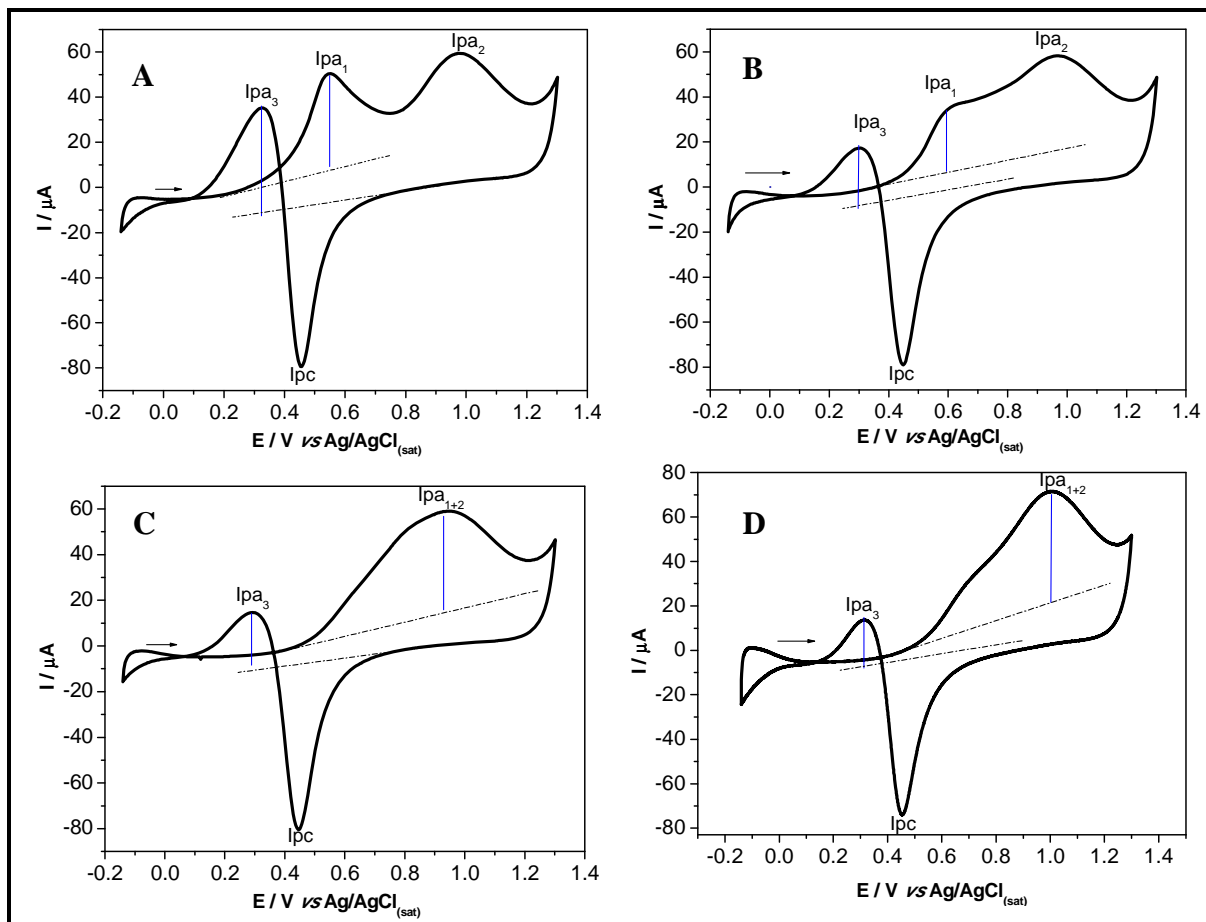 A
Ipa₃
Ipa₁
Ipa₂
60
40
20
0
-20
-40
-60
-80
I / μA
Ipc
-0.2 0.0 0.2 0.4 0.6 0.8 1.0 1.2 1.4
E / V vs Ag/AgCl(sat)
B
Ipa₃
Ipa₁
Ipa₂
60
40
20
0
-20
-40
-60
-80
I / μA
Ipc
-0.2 0.0 0.2 0.4 0.6 0.8 1.0 1.2 1.4
E / V vs Ag/AgCl(sat)
C
Ipa₃
Ipa₁₊₂
60
40
20
0
-20
-40
-60
-80
I / μA
Ipc
-0.2 0.0 0.2 0.4 0.6 0.8 1.0 1.2 1.4
E / V vs Ag/AgCl(sat)
D
Ipa₃
Ipa₁₊₂
80
60
40
20
0
-20
-40
-60
-80
I / μA
Ipc
-0.2 0.0 0.2 0.4 0.6 0.8 1.0 1.2 1.4
E / V vs Ag/AgCl(sat)